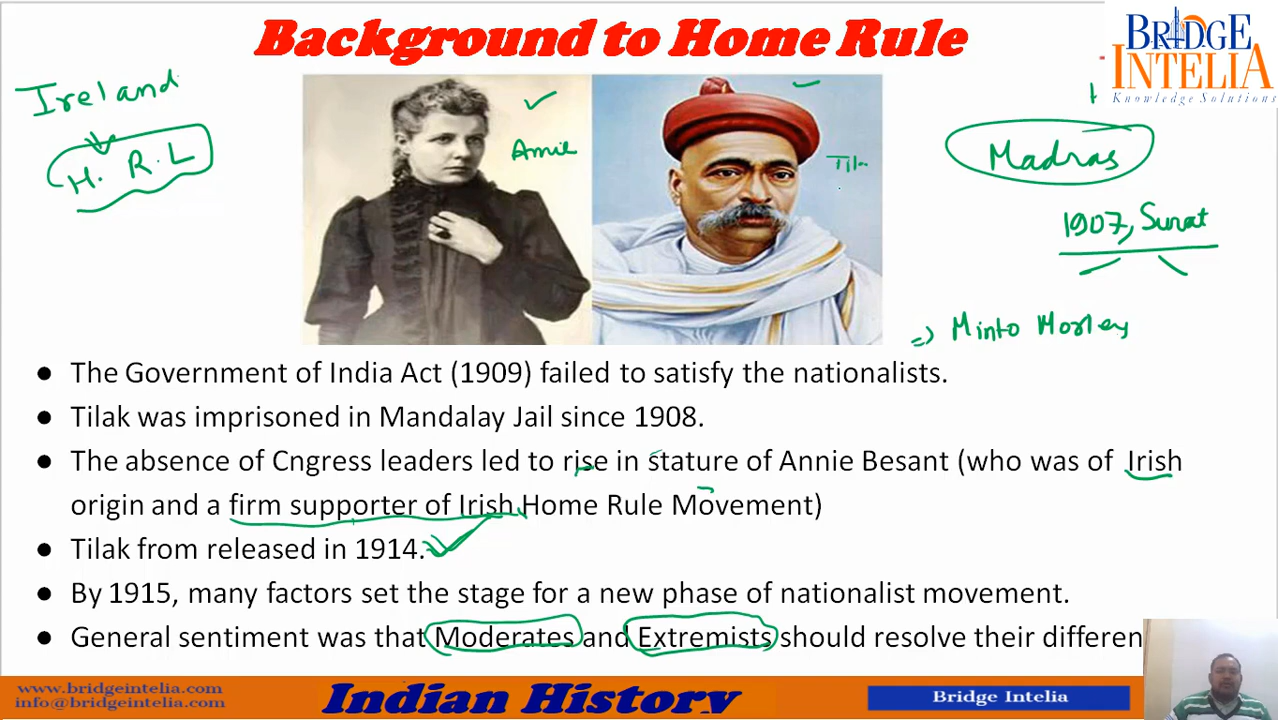 Background to Home Rule
BRIDGE
INTELIA
Knowledge Solutions
Ireland
H. R. L
Annie
Til
Madras
1907, Surat
=> Minto Morley
● The Government of India Act (1909) failed to satisfy the nationalists.
● Tilak was imprisoned in Mandalay Jail since 1908.
● The absence of Cngress leaders led to rise in stature of Annie Besant (who was of Irish
origin and a firm supporter of Irish Home Rule Movement)
● Tilak from released in 1914.
● By 1915, many factors set the stage for a new phase of nationalist movement.
● General sentiment was that Moderates and Extremists should resolve their differen
www.bridgeintelia.com
info@bridgeintelia.com
Indian History
Bridge Intelia